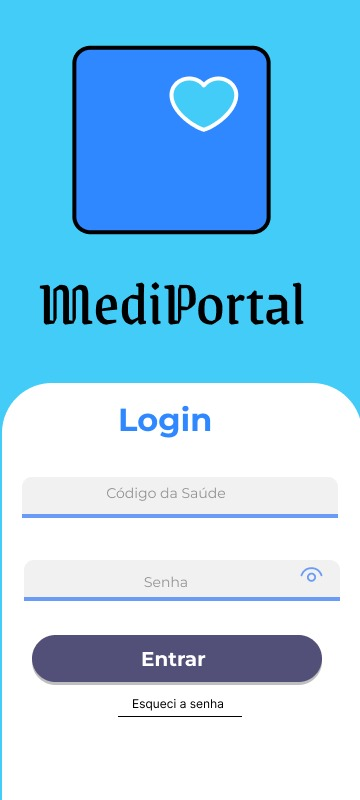 MediPortal
Login
Código da Saúde
Senha
Entrar
Esqueci a senha